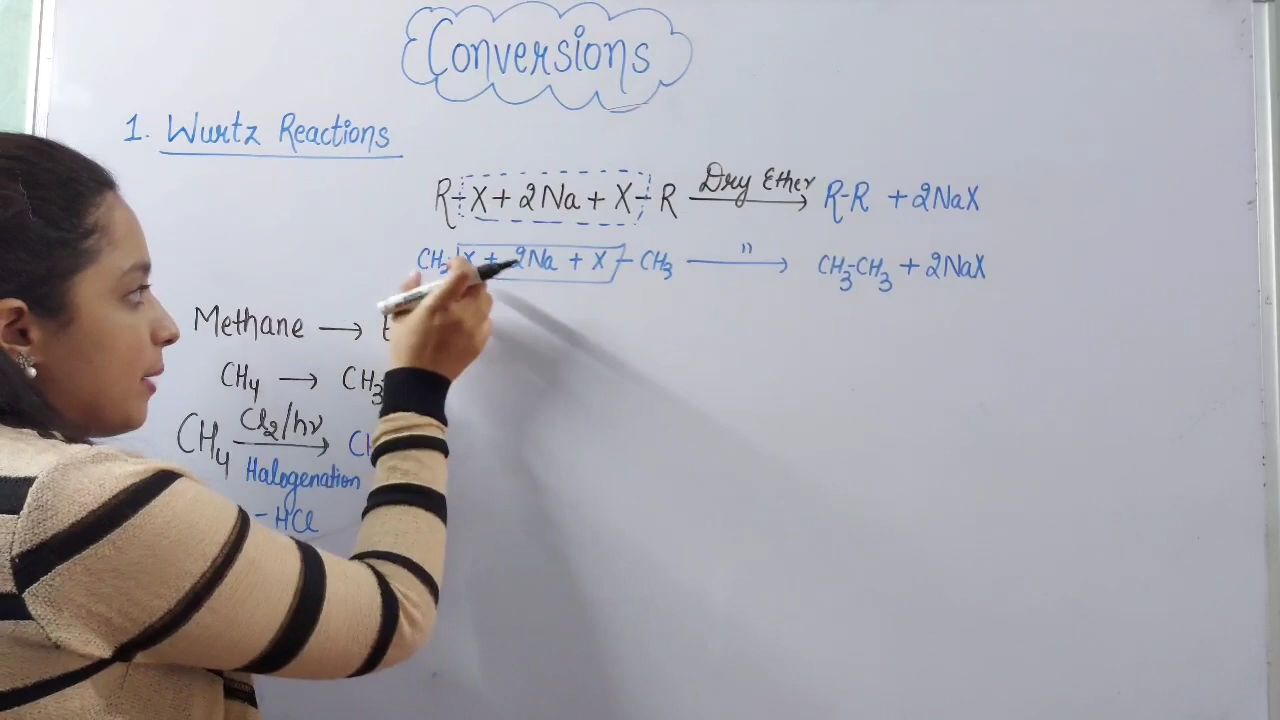 Conversions
1. Wurtz Reactions
R-X + 2Na + X-R Dry Ether → R-R + 2NaX
CH3 X + 2Na + X - CH3 " → CH3-CH3 + 2NaX
Methane →
CH4 → CH3
CH4 Cl2/hν →
Halogenation
-HCl